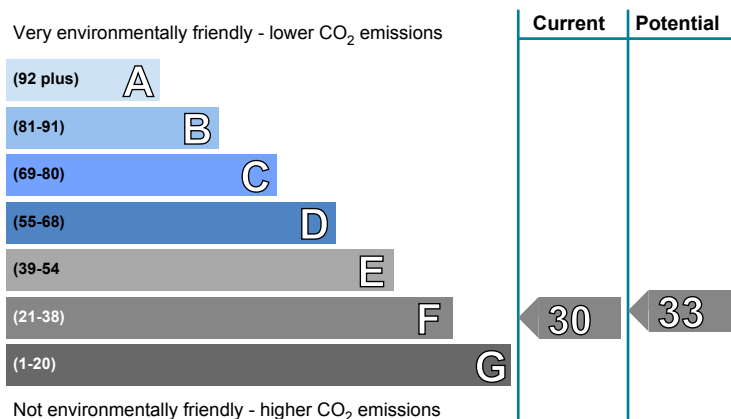 Very environmentally friendly - lower CO2 emissions
Current Potential
(92 plus) A
(81-91) B
(69-80) C
(55-68) D
(39-54 E
(21-38) F 30 33
(1-20) G
Not environmentally friendly - higher CO2 emissions